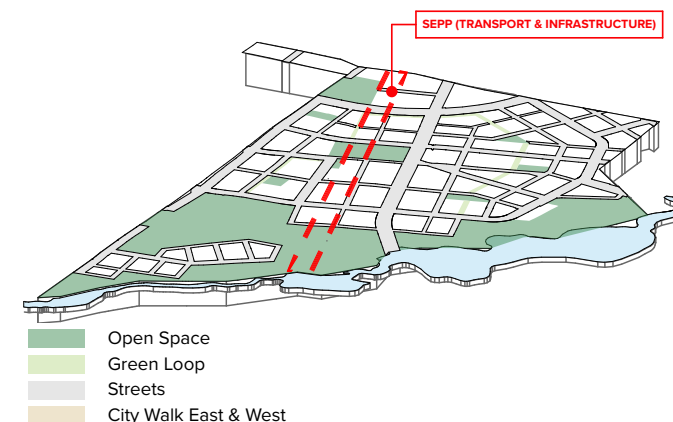 SEPP (TRANSPORT & INFRASTRUCTURE)
Open Space
Green Loop
Streets
City Walk East & West